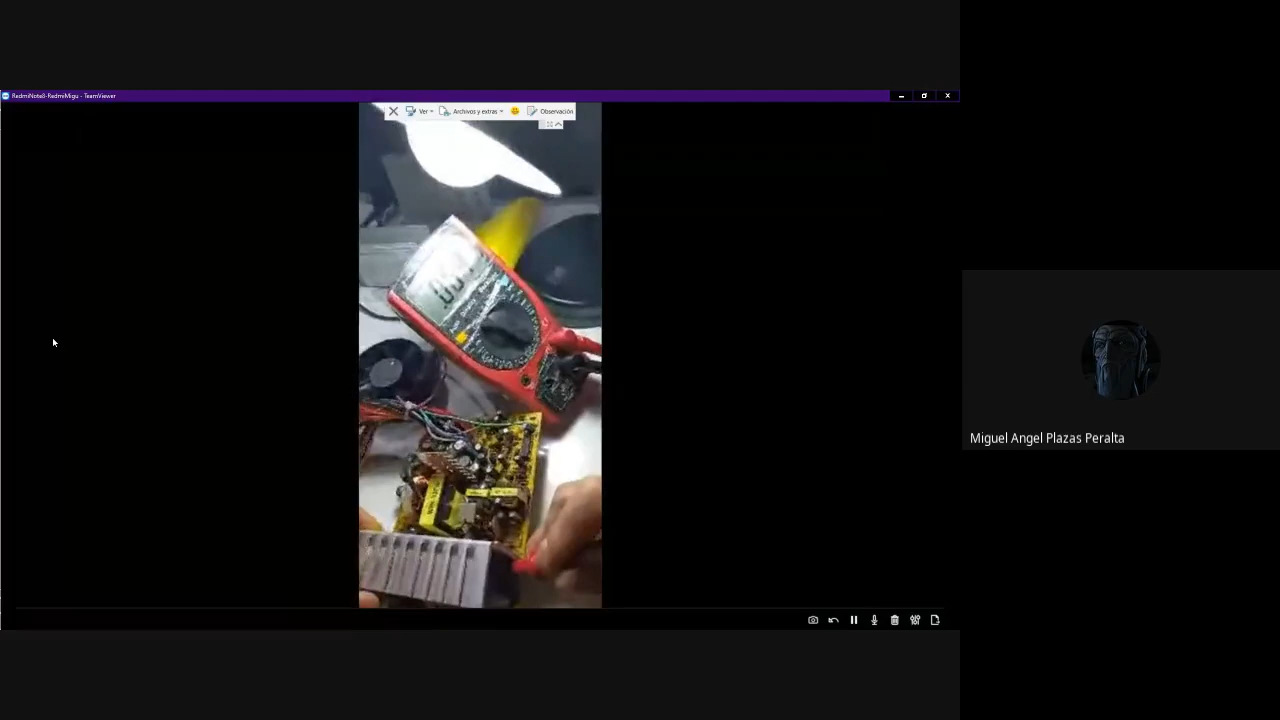 RedmiNote8-RedmiMigu - TeamViewer
Ver
Archivos y extras
Observación
Miguel Angel Plazas Peralta